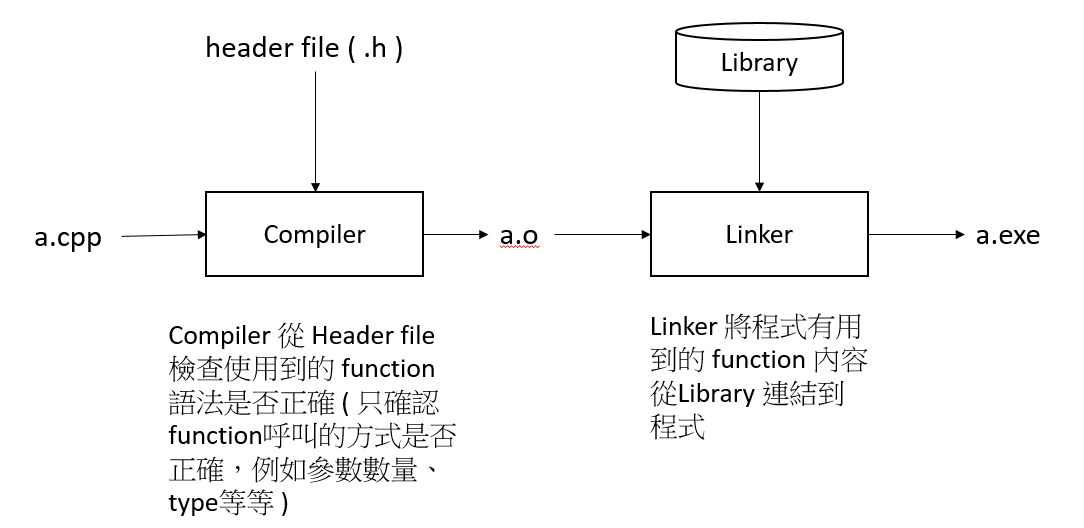 header file ( .h )
Library
a.cpp
Compiler
a.o
Linker
a.exe
Compiler 從 Header file
檢查使用到的 function
語法是否正確 ( 只確認
function呼叫的方式是否
正確，例如參數數量、
type等等 )
Linker 將程式有用
到的 function 內容
從Library 連結到
程式